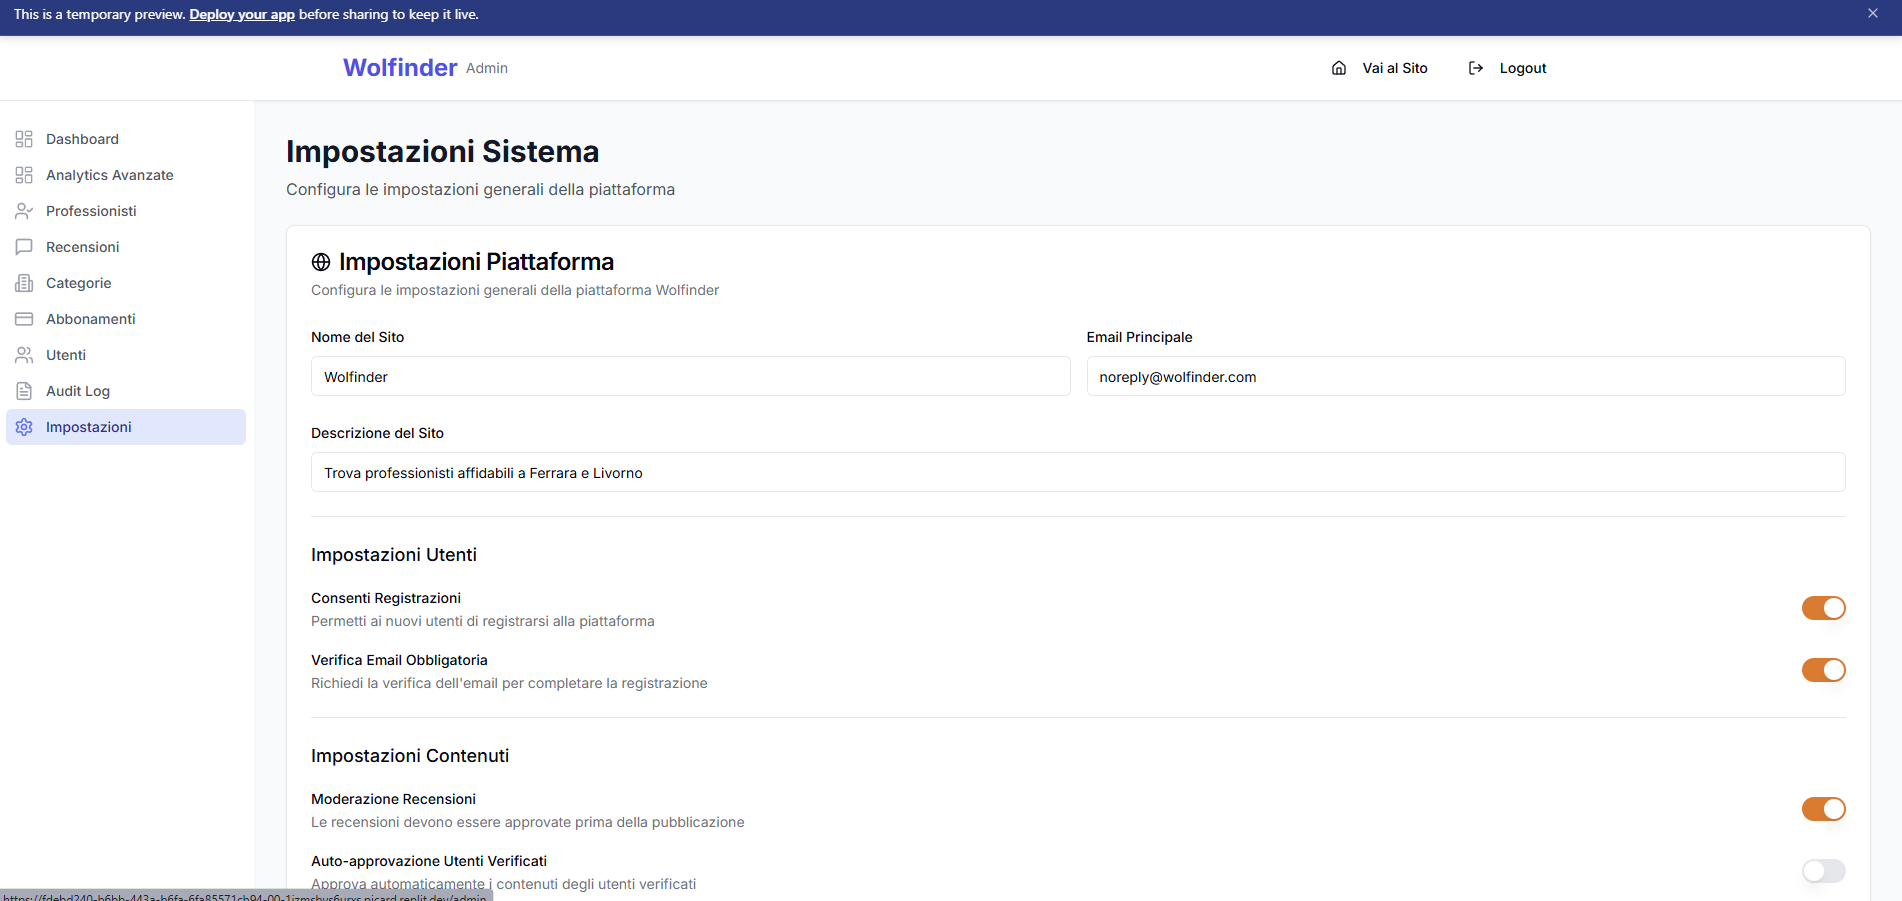 This is a temporary preview. Deploy your app before sharing to keep it live.
Wolfinder Admin
Vai al Sito
Logout
Dashboard
Analytics Avanzate
Professionisti
Recensioni
Categorie
Abbonamenti
Utenti
Audit Log
Impostazioni
Impostazioni Sistema
Configura le impostazioni generali della piattaforma
Impostazioni Piattaforma
Configura le impostazioni generali della piattaforma Wolfinder
Nome del Sito
Wolfinder
Email Principale
noreply@wolfinder.com
Descrizione del Sito
Trova professionisti affidabili a Ferrara e Livorno
Impostazioni Utenti
Consenti Registrazioni
Permetti ai nuovi utenti di registrarsi alla piattaforma
Verifica Email Obbligatoria
Richiedi la verifica dell'email per completare la registrazione
Impostazioni Contenuti
Moderazione Recensioni
Le recensioni devono essere approvate prima della pubblicazione
Auto-approvazione Utenti Verificati
Approva automaticamente i contenuti degli utenti verificati